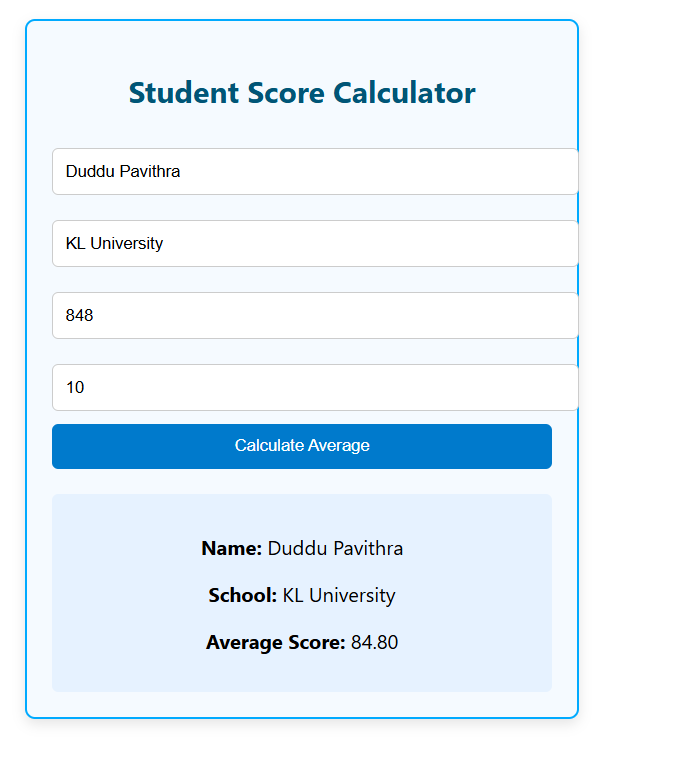 Student Score Calculator
Duddu Pavithra
KL University
848
10
Calculate Average
Name: Duddu Pavithra
School: KL University
Average Score: 84.80